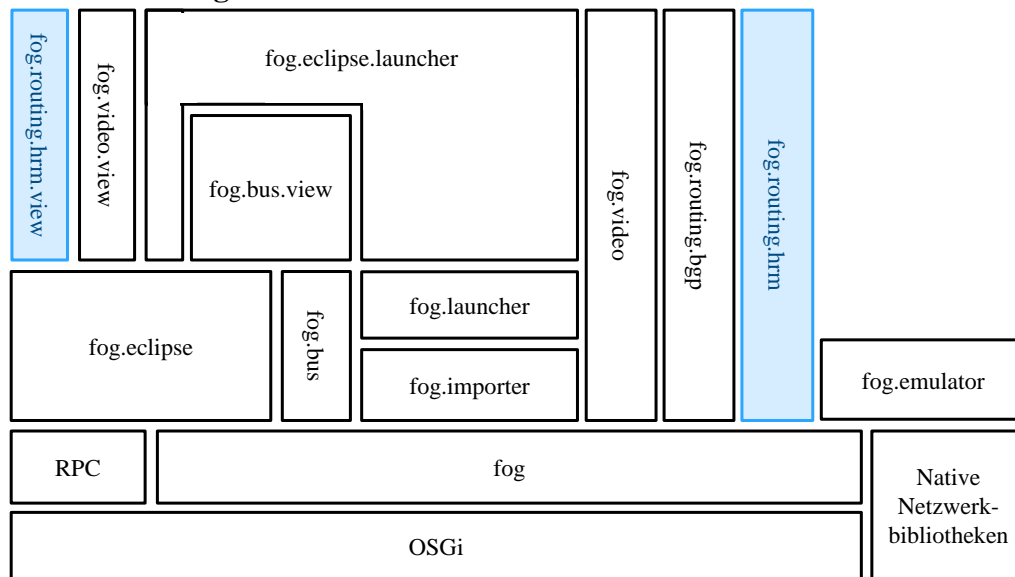 fog.routing.hrm.view
fog.video.view
fog.eclipse.launcher
fog.bus.view
fog.video
fog.routing.bgp
fog.routing.hrm
fog.eclipse
fog.bus
fog.launcher
fog.importer
fog.emulator
RPC
fog
Native
Netzwerk-
bibliotheken
OSGi